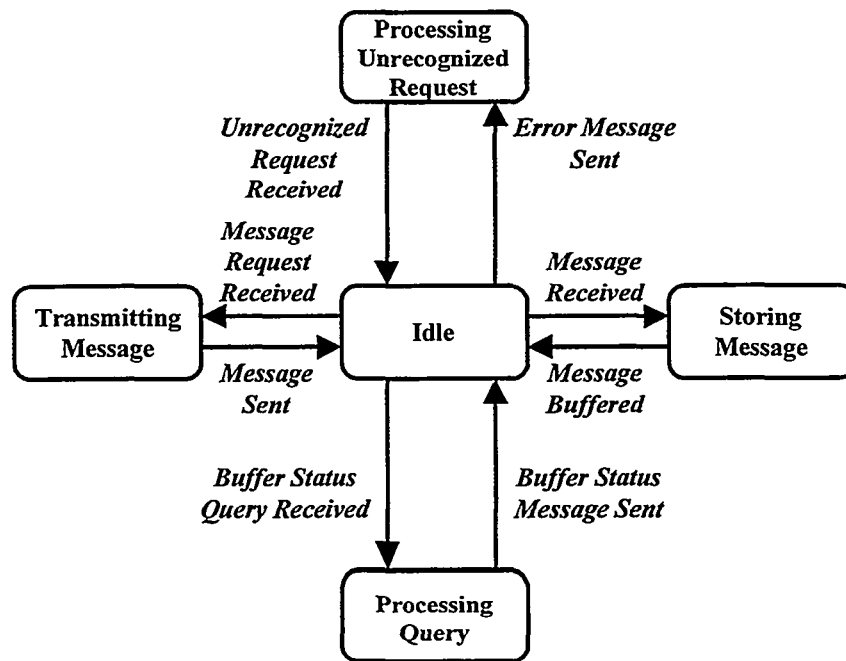 Processing
Unrecognized
Request
Unrecognized
Request
Received
Error Message
Sent
Message
Request
Received
Message
Received
Transmitting
Message
Idle
Storing
Message
Message
Sent
Message
Buffered
Buffer Status
Query Received
Buffer Status
Message Sent
Processing
Query